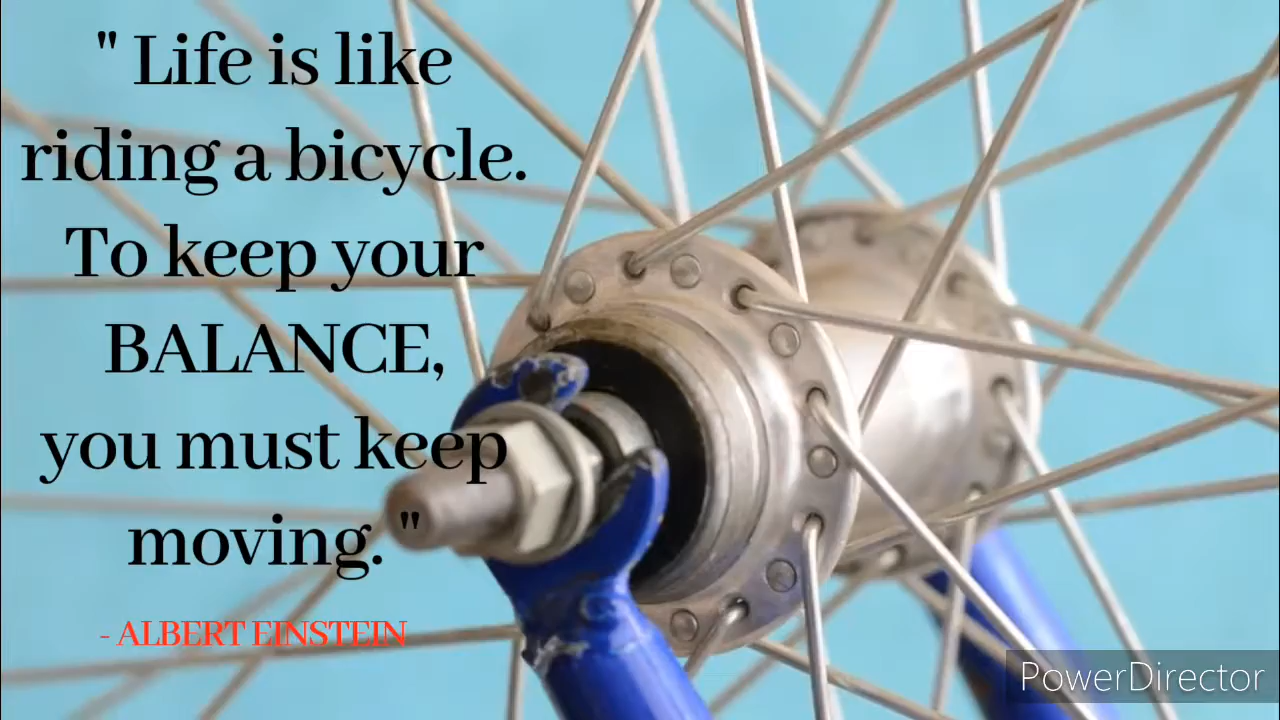 " Life is like
riding a bicycle.
To keep your
BALANCE,
you must keep
moving. "
- ALBERT EINSTEIN
PowerDirector